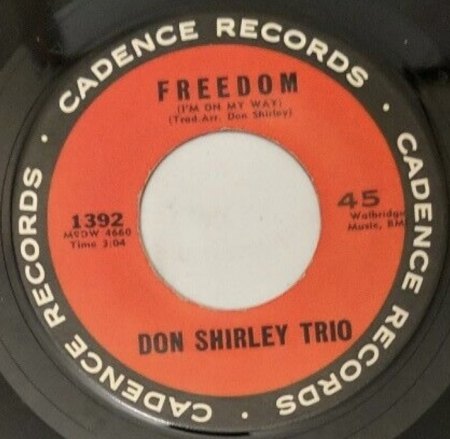 CADENCE RECORDS • CADENCE RECORDS • CADENCE RECORDS •
FREEDOM
(I'M ON MY WAY)
(Trad. Arr. Don Shirley)
1392
Time 3:04
45
Walbridge
Music, BM
DON SHIRLEY TRIO